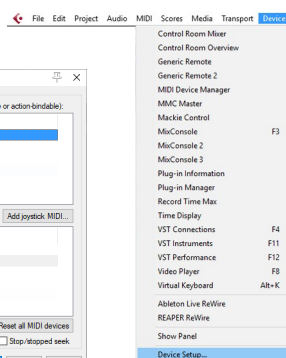 File Edit Project Audio MIDI Scores Media Transport Device
Control Room Mixer
Control Room Overview
Generic Remote
Generic Remote 2
MIDI Device Manager
or action-bindable):
MMC Master
Mackie Control
MixConsole F3
MixConsole 2
MixConsole 3
Plug-in Information
Plug-in Manager
Record Time Max
Add joystick MIDI...
Time Display
VST Connections F4
VST Instruments F11
VST Performance F12
Video Player F8
Virtual Keyboard Alt+K
Ableton Live ReWire
REAPER ReWire
Reset all MIDI devices
Show Panel
Stop/stopped seek
Device Setup...